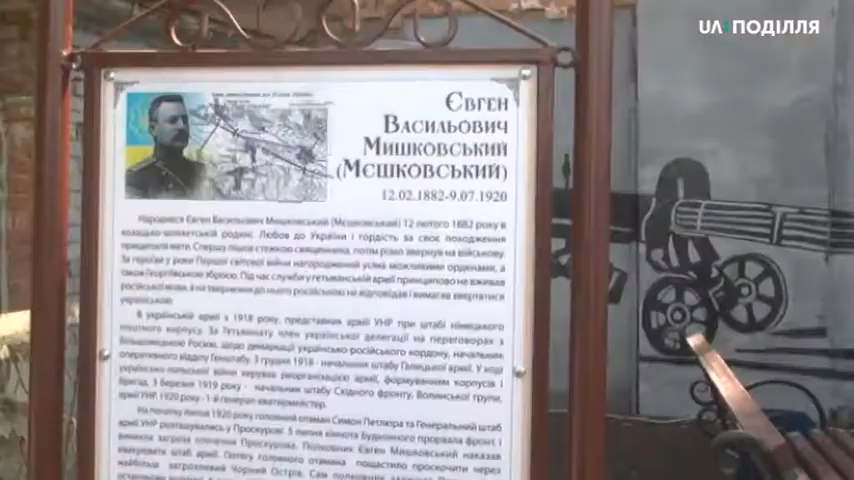 UA:ПОДІЛЛЯ
Євген
Васильович
Мишковський
(Мєшковський)
12.02.1882-9.07.1920
Народився Євген Васильович Мишковський (Мєшковський) 12 лютого 1882 року в
козацько-шляхетській родині. Любов до України і гордість за своє походження
прищепила мати. Спершу пішов стежкою священника, потім різко звернув на військову.
За героїзм у роки Першої світової війни нагороджений усіма можливими орденами, а
також Георгіївською зброєю. Під час служби у гетьманській армії принципово не вживав
російської мови, а на звернення до нього російською не відповідав і вимагав звертатися
українською.
В українській армії з 1918 року, представник армії УНР при штабі німецького
піхотного корпусу. За Гетьманату член української делегації на переговорах з
більшовицькою Росією, щодо демаркації українсько-російського кордону, начальник
оперативного відділу Генштабу. З грудня 1918 - начальник штабу Галицької армії. У ході
українсько-польської війни керував реорганізацією армії, формуванням корпусів і
бригад. З березня 1919 року - начальник штабу Східного фронту, Волинської групи,
армії УНР. 1920 року - 1-й генерал-квартирмейстер.
На початку липня 1920 року головний отаман Симон Петлюра та Генеральний штаб
армії УНР розташувались у Проскурові. 5 липня кіннота Будьонного прорвала фронт і
виникла загроза оточення Проскурова. Полковник Євген Мишковський наказав
евакуювати штаб армії. Потягу головного отамана пощастило проскочити через
найбільш загрозливий Чорний Острів. Сам полковник